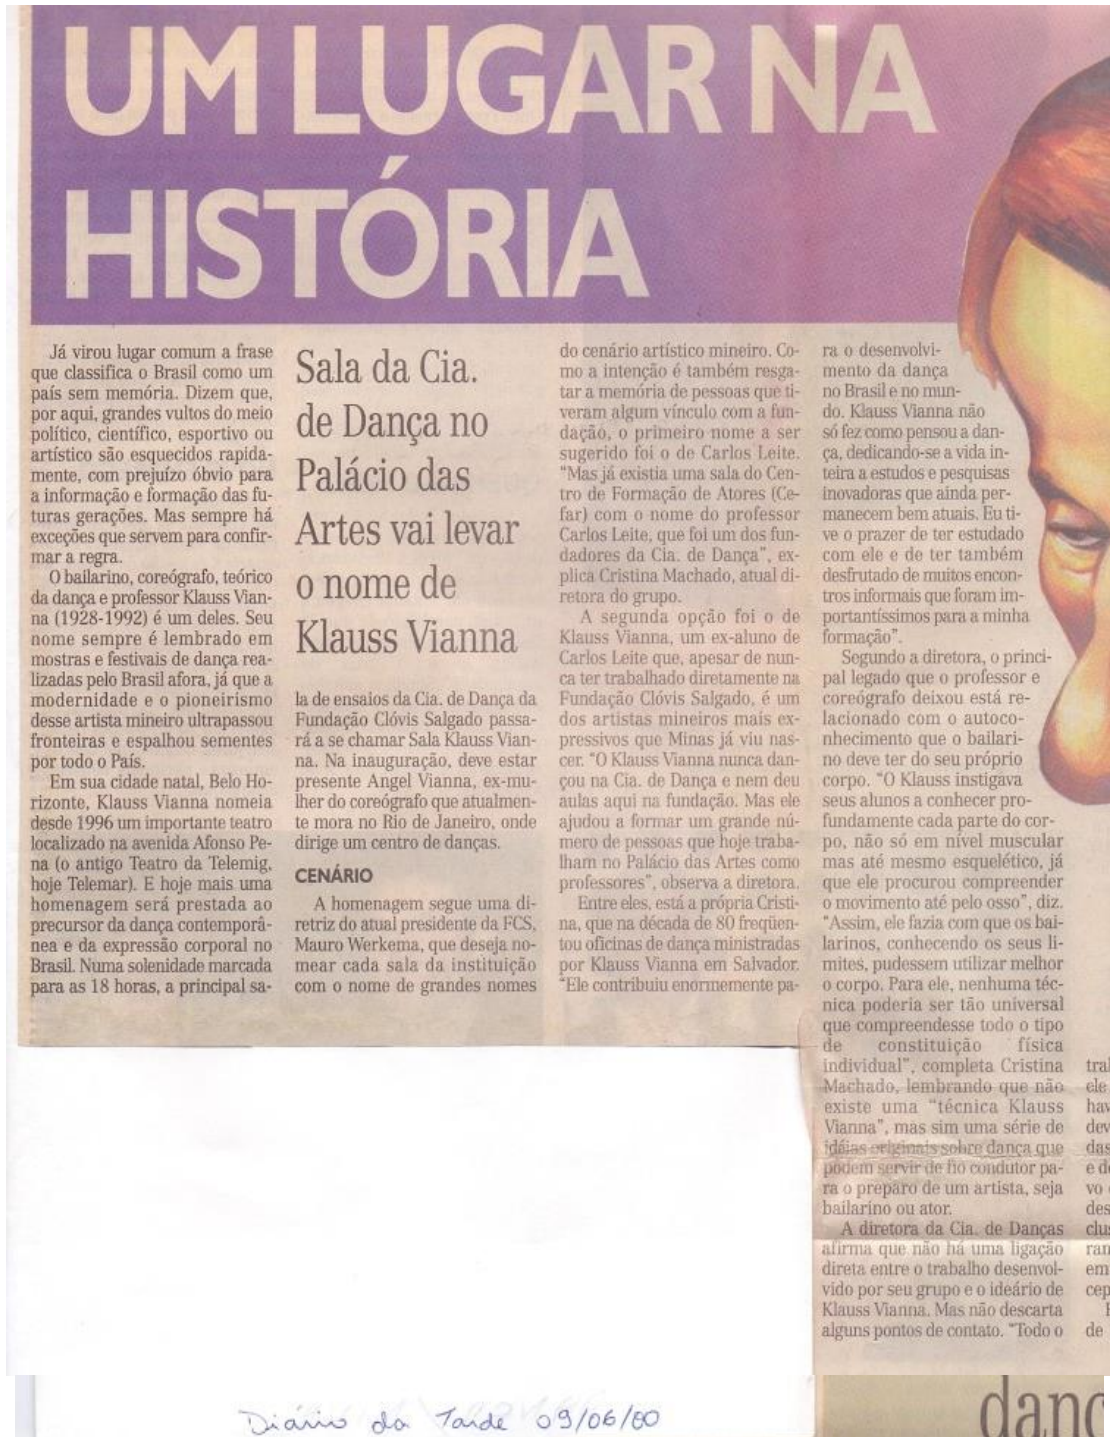 UM LUGAR NA
HISTÓRIA
Já virou lugar comum a frase
que classifica o Brasil como um
país sem memória. Dizem que,
por aqui, grandes vultos do meio
político, científico, esportivo ou
artístico são esquecidos rapida-
mente, com prejuízo óbvio para
a informação e formação das fu-
turas gerações. Mas sempre há
exceções que servem para confir-
mar a regra.
O bailarino, coreógrafo, teórico
da dança e professor Klauss Vian-
na (1928-1992) é um deles. Seu
nome sempre é lembrado em
mostras e festivais de dança rea-
lizadas pelo Brasil afora, já que a
modernidade e o pioneirismo
desse artista mineiro ultrapassou
fronteiras e espalhou sementes
por todo o País.
Em sua cidade natal, Belo Ho-
rizonte, Klauss Vianna nomeia
desde 1996 um importante teatro
localizado na avenida Afonso Pe-
na (o antigo Teatro da Telemig,
hoje Telemar). E hoje mais uma
homenagem será prestada ao
precursor da dança contemporâ-
nea e da expressão corporal no
Brasil. Numa solenidade marcada
para as 18 horas, a principal sa-
Sala da Cia.
de Dança no
Palácio das
Artes vai levar
o nome de
Klauss Vianna
la de ensaios da Cia. de Dança da
Fundação Clóvis Salgado passa-
rá a se chamar Sala Klauss Vian-
na. Na inauguração, deve estar
presente Angel Vianna, ex-mu-
lher do coreógrafo que atualmen-
te mora no Rio de Janeiro, onde
dirige um centro de danças.
CENÁRIO
A homenagem segue uma di-
retriz do atual presidente da FCS,
Mauro Werkema, que deseja no-
mear cada sala da instituição
com o nome de grandes nomes
do cenário artístico mineiro. Co-
mo a intenção é também resga-
tar a memória de pessoas que ti-
veram algum vínculo com a fun-
dação, o primeiro nome a ser
sugerido foi o de Carlos Leite.
"Mas já existia uma sala do Cen-
tro de Formação de Atores (Ce-
far) com o nome do professor
Carlos Leite, que foi um dos fun-
dadores da Cia. de Dança", ex-
plica Cristina Machado, atual di-
retora do grupo.
A segunda opção foi o de
Klauss Vianna, um ex-aluno de
Carlos Leite que, apesar de nun-
ca ter trabalhado diretamente na
Fundação Clóvis Salgado, é um
dos artistas mineiros mais ex-
pressivos que Minas já viu nas-
cer. "O Klauss Vianna nunca dan-
çou na Cia. de Dança e nem deu
aulas aqui na fundação. Mas ele
ajudou a formar um grande nú-
mero de pessoas que hoje traba-
lham no Palácio das Artes como
professores", observa a diretora.
Entre eles, está a própria Cristi-
na, que na década de 80 freqüen-
tou oficinas de dança ministradas
por Klauss Vianna em Salvador.
"Ele contribuiu enormemente pa-
ra o desenvolvi-
mento da dança
no Brasil e no mun-
do. Klauss Vianna não
só fez como pensou a dan-
ça, dedicando-se a vida in-
teira a estudos e pesquisas
inovadoras que ainda per-
manecem bem atuais. Eu ti-
ve o prazer de ter estudado
com ele e de ter também
desfrutado de muitos encon-
tros informais que foram im-
portantíssimos para a minha
formação".
Segundo a diretora, o princi-
pal legado que o professor e
coreógrafo deixou está re-
lacionado com o autoco-
nhecimento que o bailari-
no deve ter do seu próprio
corpo. "O Klauss instigava
seus alunos a conhecer pro-
fundamente cada parte do cor-
po, não só em nível muscular
mas até mesmo esquelético, já
que ele procurou compreender
o movimento até pelo osso", diz.
"Assim, ele fazia com que os bai-
larinos, conhecendo os seus li-
mites, pudessem utilizar melhor
o corpo. Para ele, nenhuma téc-
nica poderia ser tão universal
que compreendesse todo o tipo
de constituição física
individual", completa Cristina
Machado, lembrando que não
existe uma "técnica Klauss
Vianna", mas sim uma série de
idéias originais sobre dança que
podem servir de fio condutor pa-
ra o preparo de um artista, seja
bailarino ou ator.
A diretora da Cia. de Danças
afirma que não há uma ligação
direta entre o trabalho desenvol-
vido por seu grupo e o ideário de
Klauss Vianna. Mas não descarta
alguns pontos de contato. "Todo o
ele
das
de
Diário da Tarde 09/06/00
danç